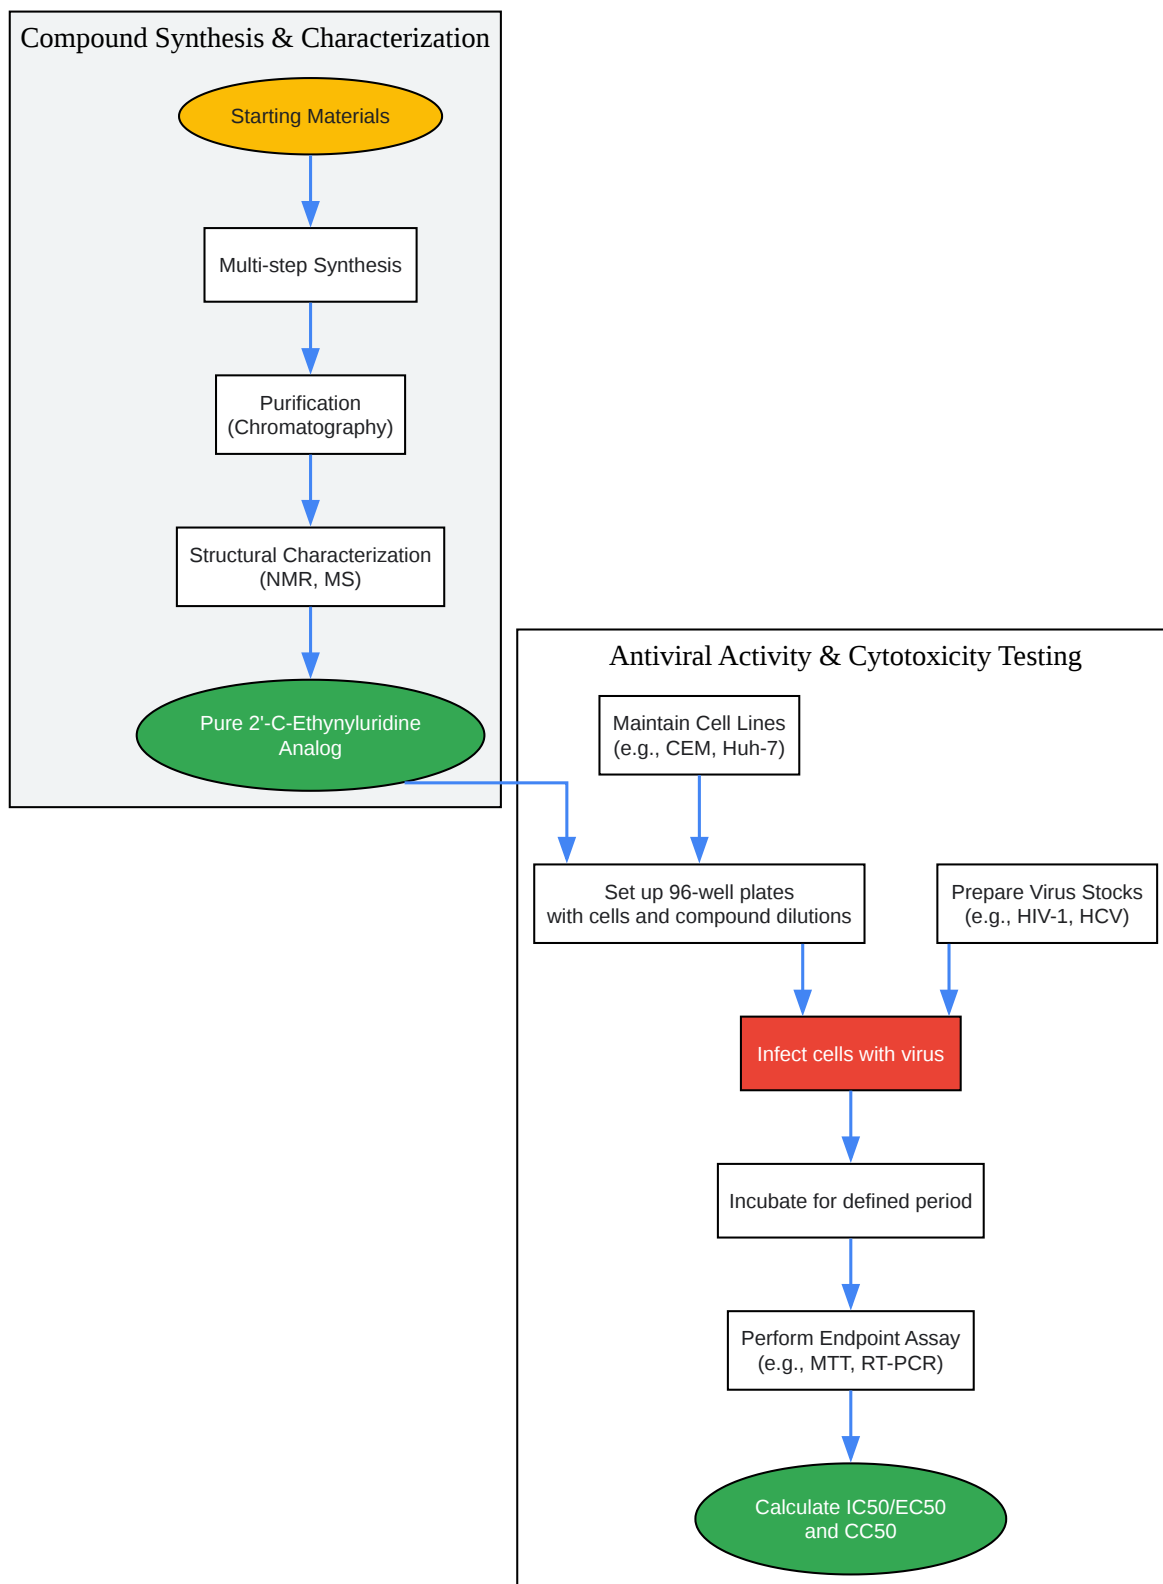 Compound Synthesis & Characterization
Starting Materials
Multi-step Synthesis
Purification
(Chromatography)
Structural Characterization
(NMR, MS)
Pure 2'-C-Ethynyluridine
Analog
Antiviral Activity & Cytotoxicity Testing
Maintain Cell Lines
(e.g., CEM, Huh-7)
Set up 96-well plates
with cells and compound dilutions
Prepare Virus Stocks
(e.g., HIV-1, HCV)
Infect cells with virus
Incubate for defined period
Perform Endpoint Assay
(e.g., MTT, RT-PCR)
Calculate IC50/EC50
and CC50